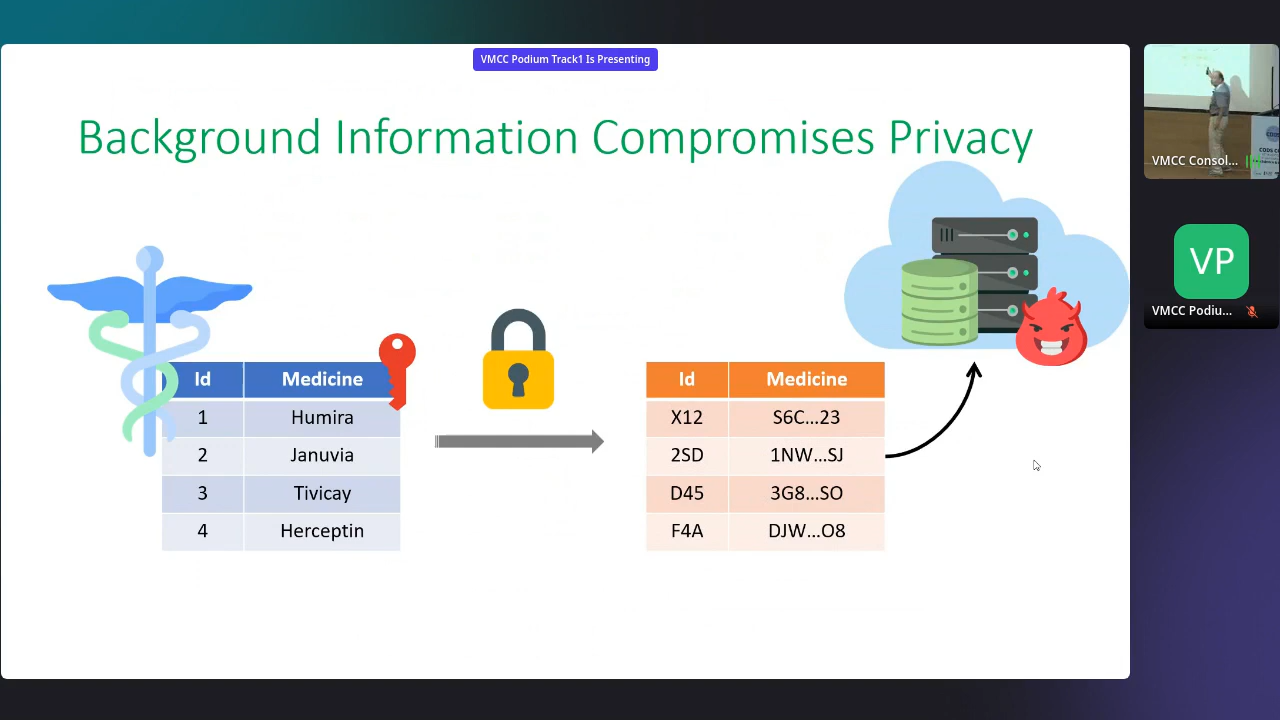 VMCC Podium Track1 Is Presenting
Background Information Compromises Privacy
Id Medicine
1 Humira
2 Januvia
3 Tivicay
4 Herceptin
Id Medicine
X12 S6C...23
2SD 1NW...SJ
D45 3G8...SO
F4A DJW...O8
VMCC Consol...
VP
VMCC Podiu...